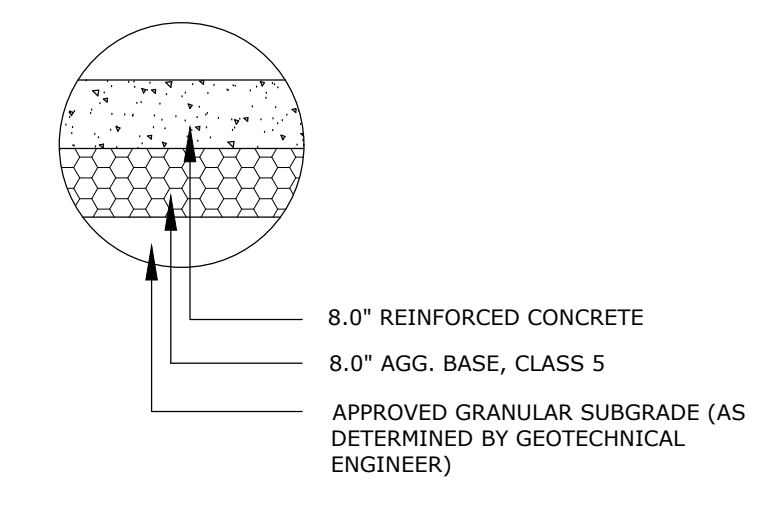 8.0" REINFORCED CONCRETE
8.0" AGG. BASE, CLASS 5
APPROVED GRANULAR SUBGRADE (AS
DETERMINED BY GEOTECHNICAL
ENGINEER)